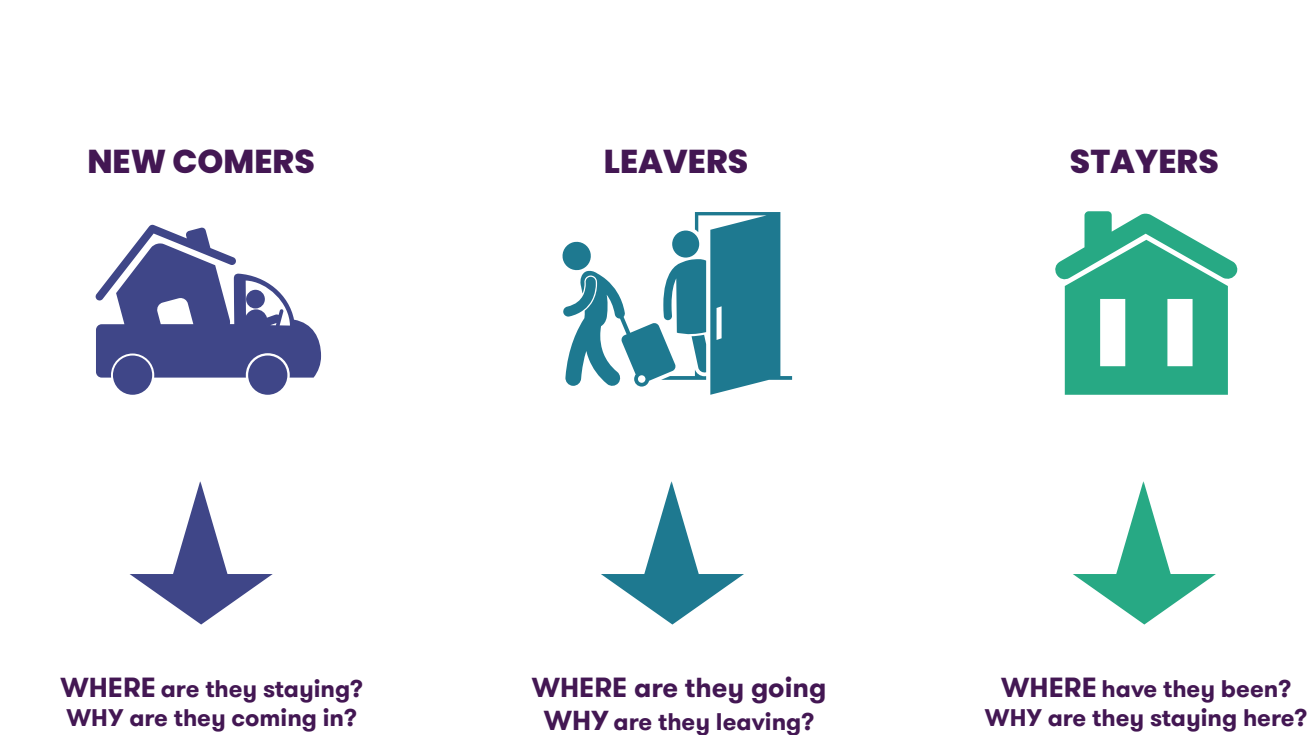 NEW COMERS
LEAVERS
STAYERS
WHERE are they staying?
WHY are they coming in?
WHERE are they going
WHY are they leaving?
WHERE have they been?
WHY are they staying here?